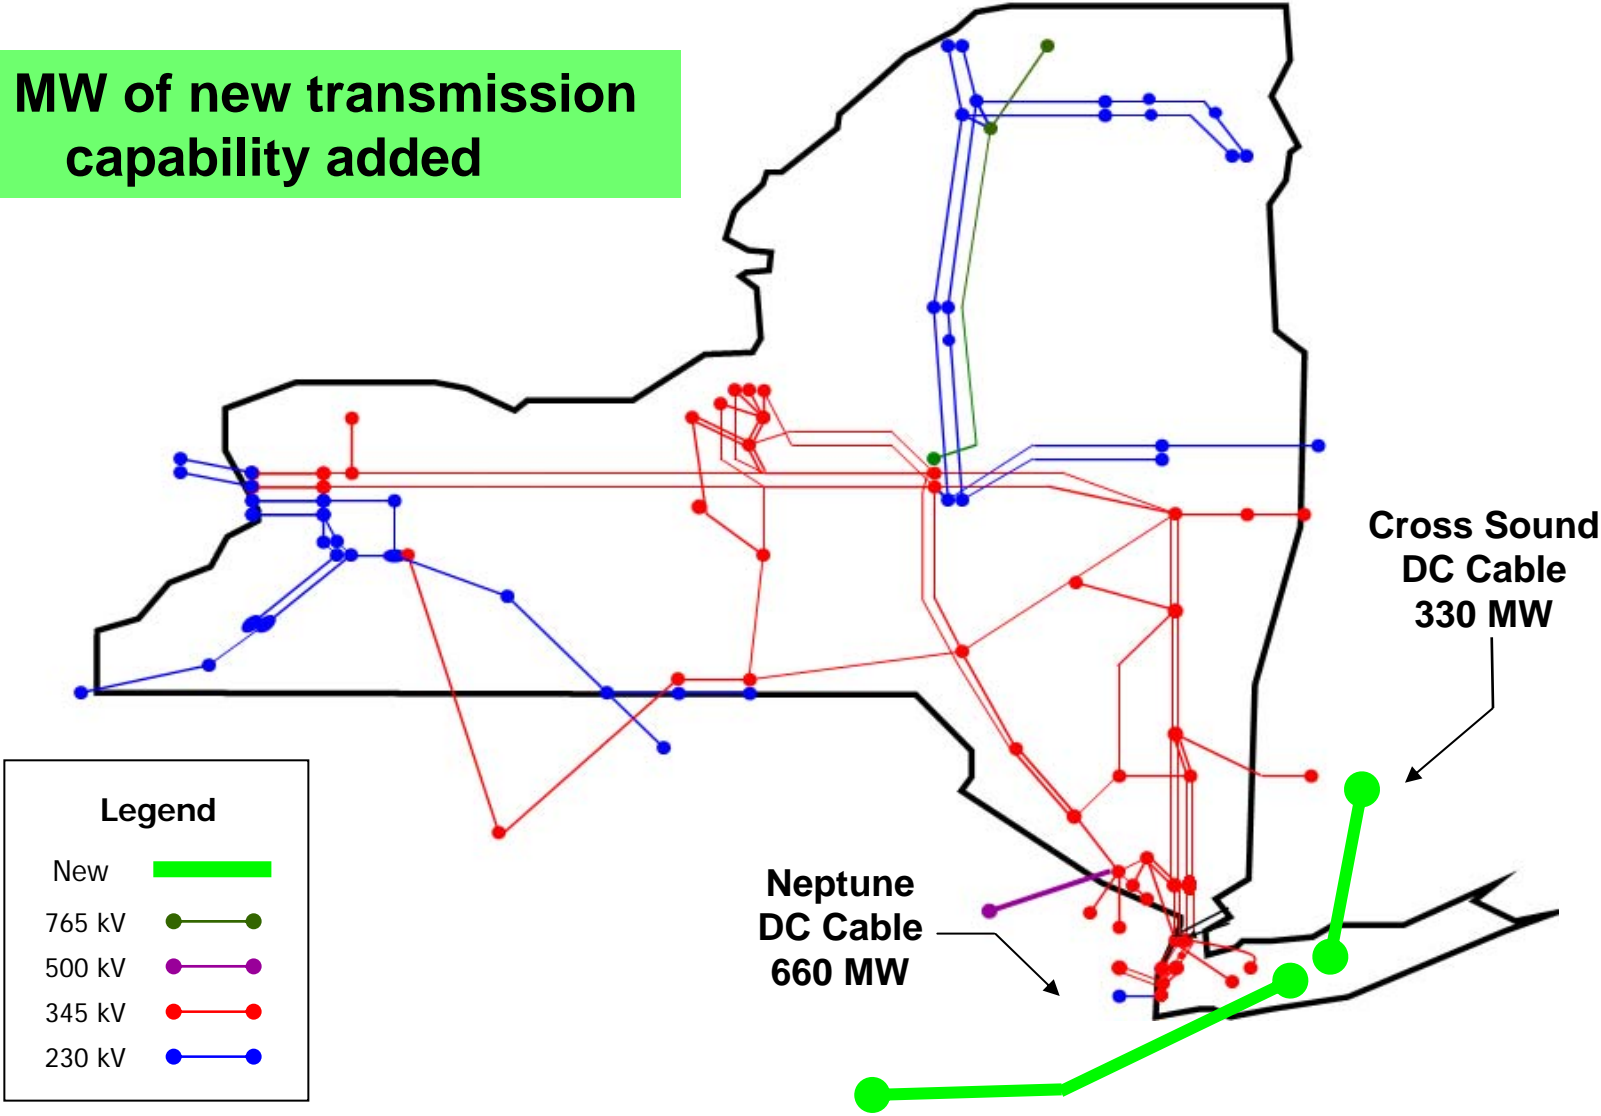 MW of new transmission
capability added
Cross Sound
DC Cable
330 MW
Legend
New
765 kV
500 kV
345 kV
230 kV
Neptune
DC Cable
660 MW